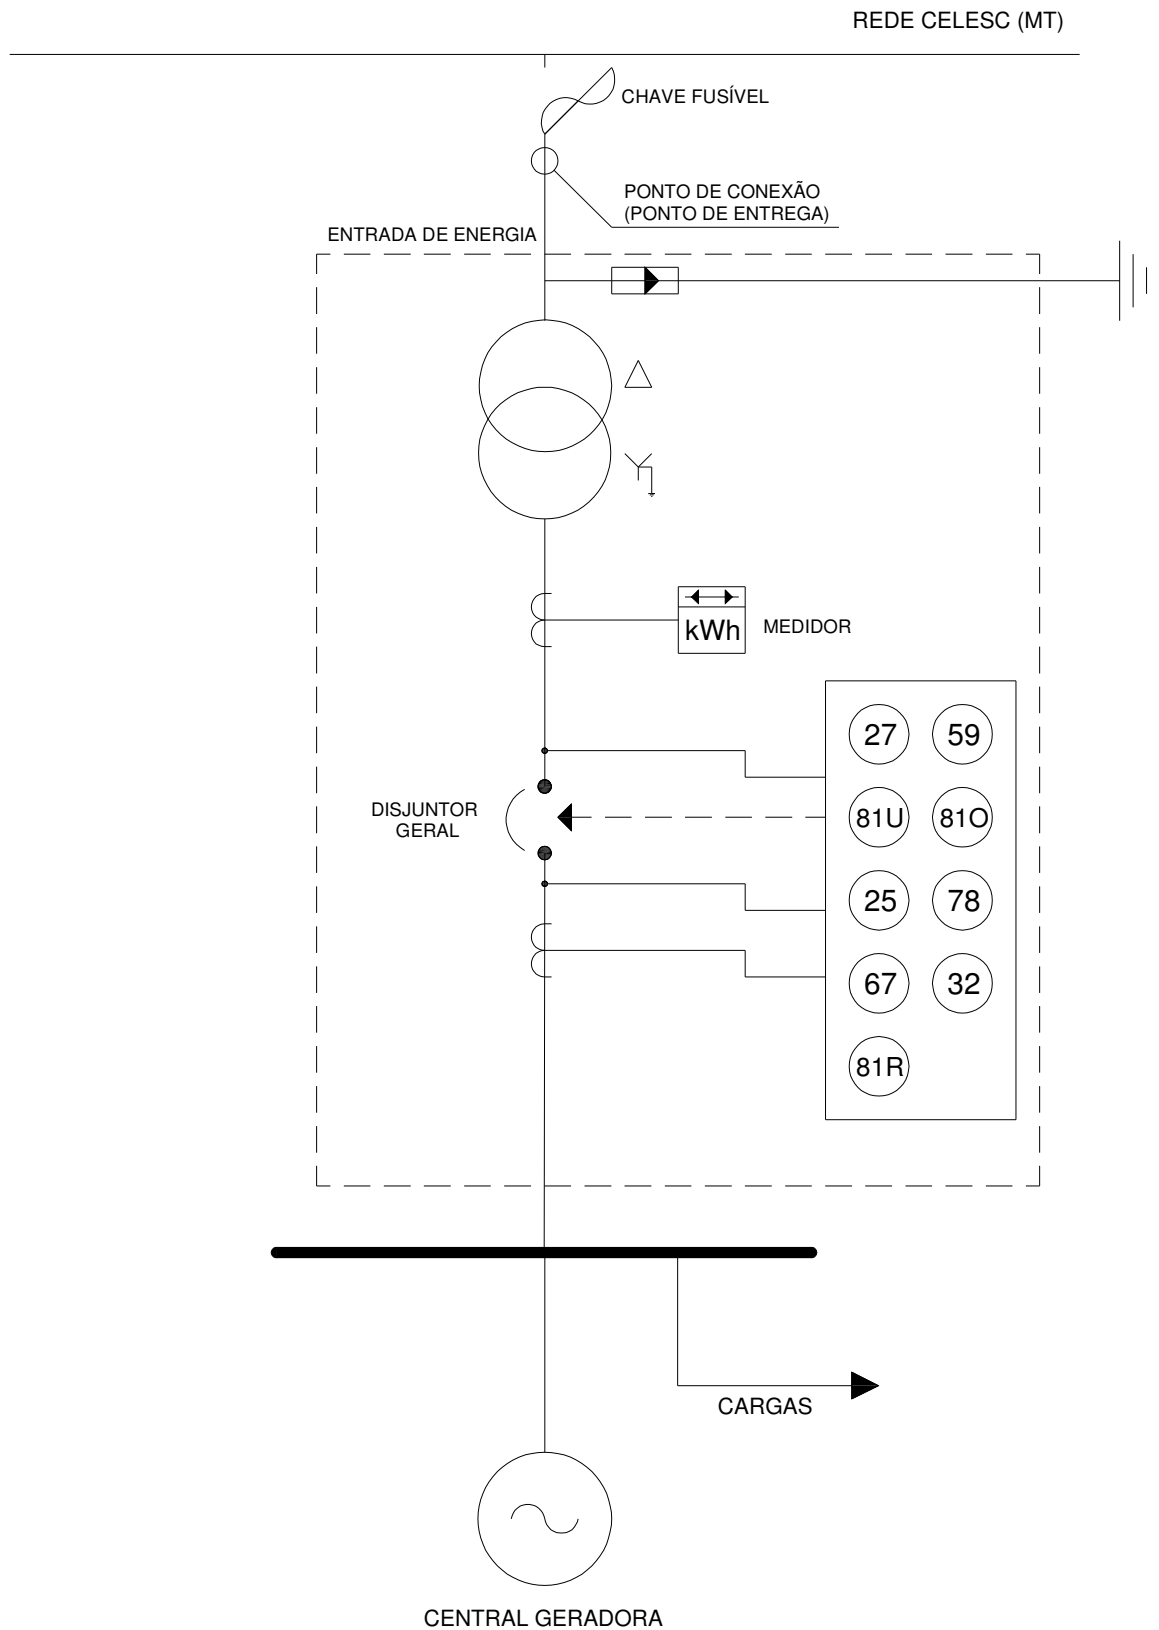 REDE CELESC (MT)
CHAVE FUSÍVEL
PONTO DE CONEXÃO
(PONTO DE ENTREGA)
ENTRADA DE ENERGIA
kWh
MEDIDOR
27 59
DISJUNTOR
GERAL
81U 81O
25 78
67 32
81R
CARGAS
CENTRAL GERADORA